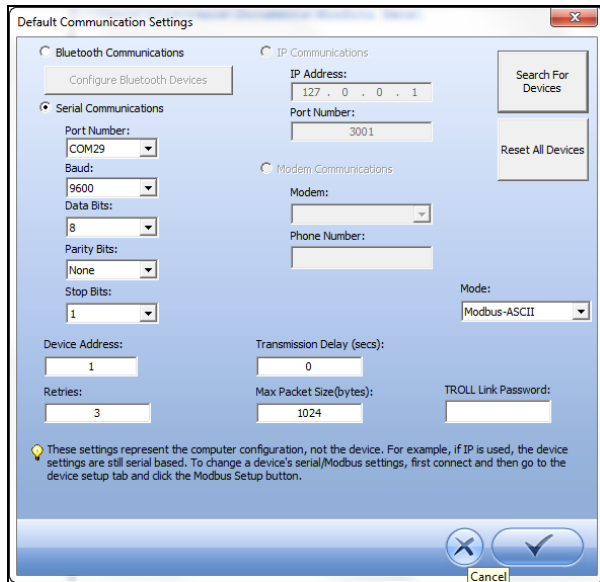 Default Communication Settings
Bluetooth Communications
Configure Bluetooth Devices
Serial Communications
Port Number:
COM29
Baud:
9600
Data Bits:
8
Parity Bits:
None
Stop Bits:
1
IP Communications
IP Address:
127 . 0 . 0 . 1
Port Number:
3001
Modem Communications
Modem:
Phone Number:
Search For
Devices
Reset All Devices
Mode:
Modbus-ASCII
Device Address:
1
Transmission Delay (secs):
0
Retries:
3
Max Packet Size(bytes):
1024
TROLL Link Password:
These settings represent the computer configuration, not the device. For example, if IP is used, the device
settings are still serial based. To change a device's serial/Modbus settings, first connect and then go to the
device setup tab and click the Modbus Setup button.
Cancel